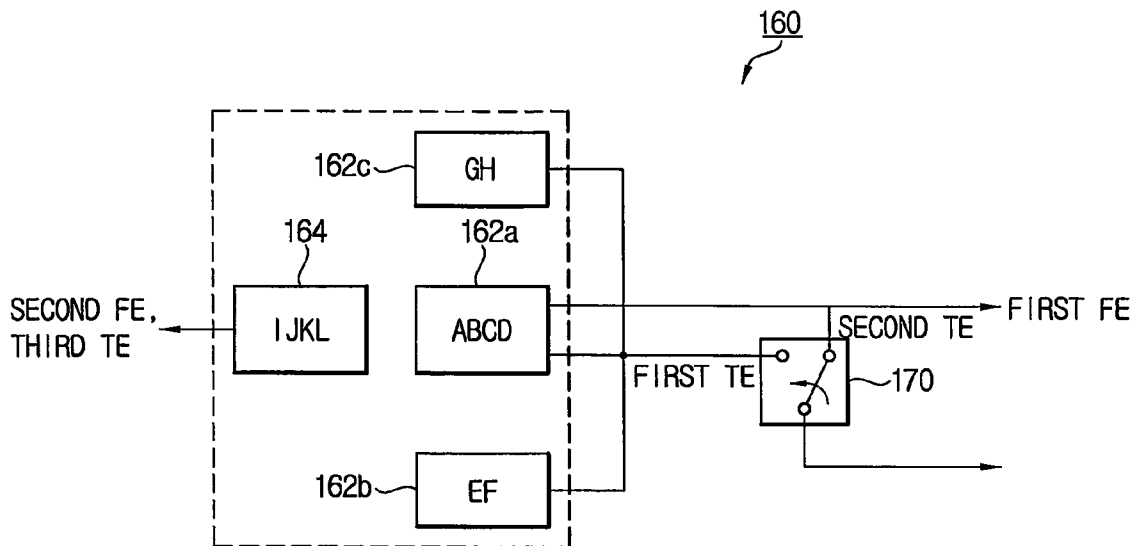 160
162c
GH
164
162a
SECOND FE,
THIRD TE
IJKL
ABCD
FIRST FE
SECOND TE
FIRST TE
170
162b
EF